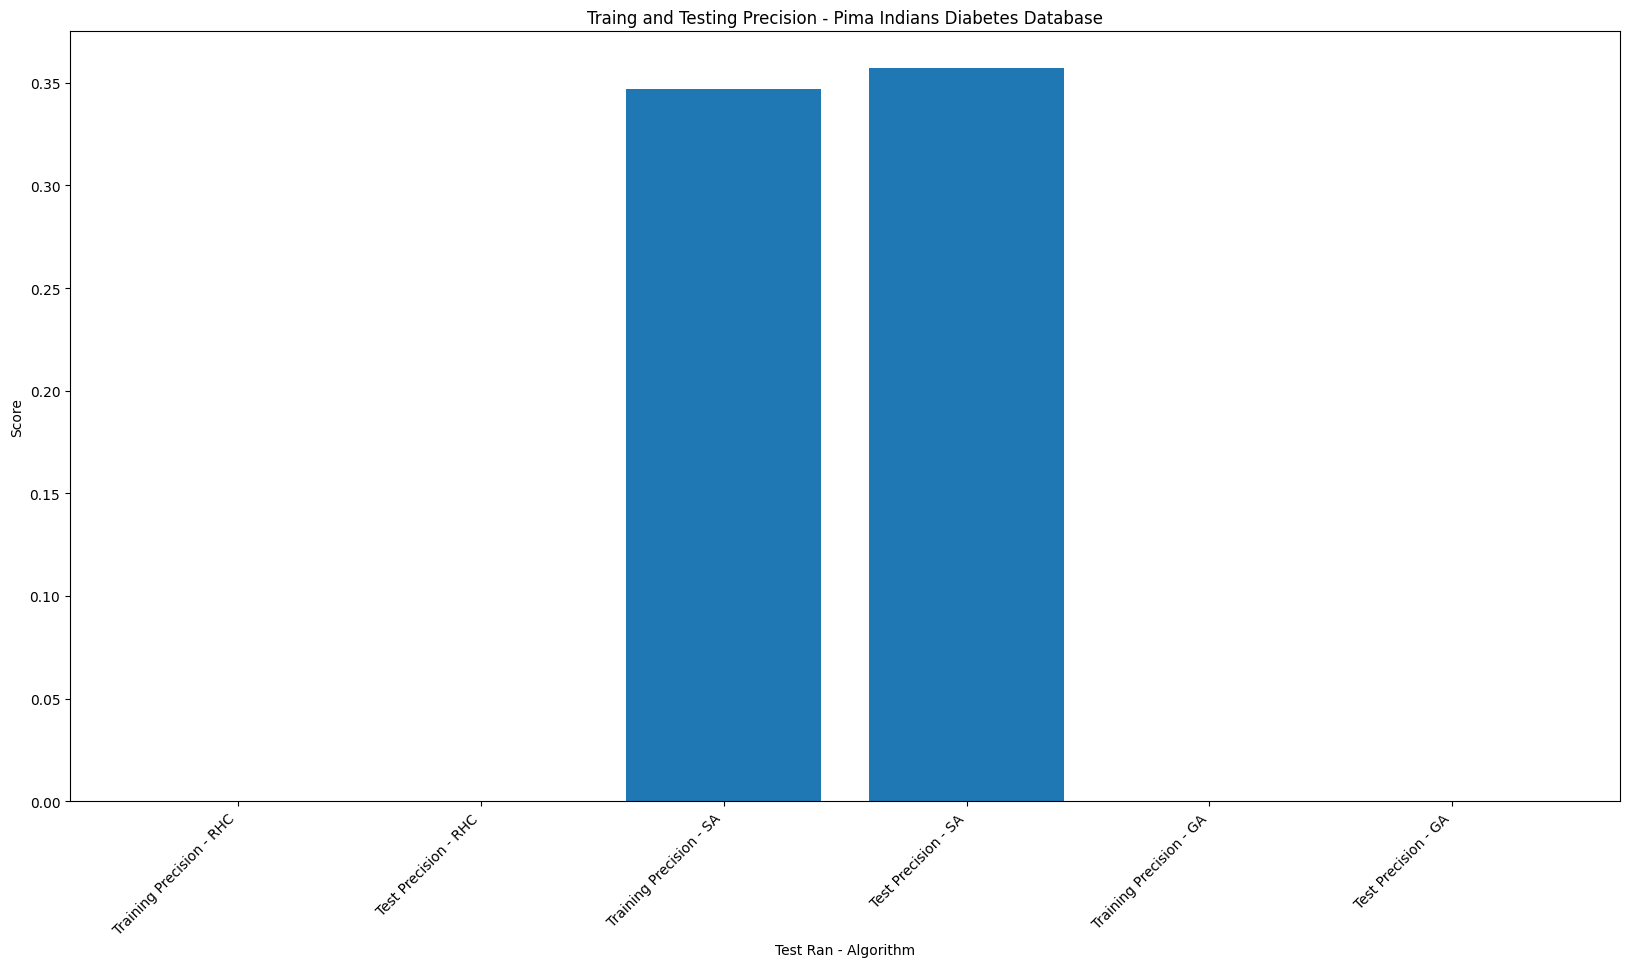 Traing and Testing Precision - Pima Indians Diabetes Database
Score
0.35
0.30
0.25
0.20
0.15
0.10
0.05
0.00
Training Precision - RHC
Test Precision - RHC
Training Precision - SA
Test Precision - SA
Training Precision - GA
Test Precision - GA
Test Ran - Algorithm